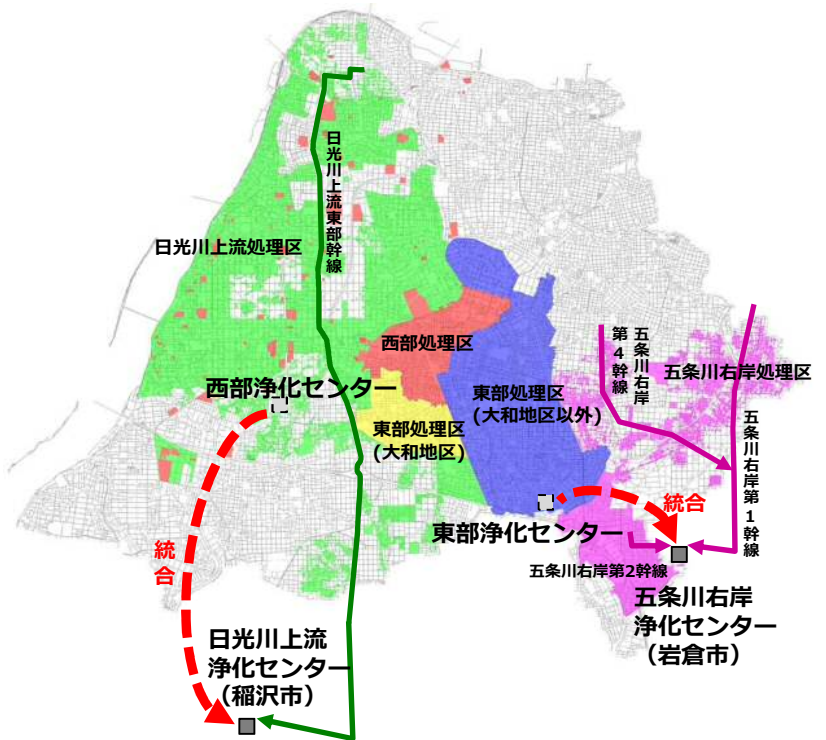 日光川上流東部幹線
日光川上流処理区
西部処理区
西部浄化センター
東部処理区
(大和地区以外)
東部処理区
(大和地区)
五条川右岸
第4幹線
五条川右岸処理区
五条川右岸第1幹線
統合
東部浄化センター
統合
五条川右岸第2幹線
五条川右岸
浄化センター
(岩倉市)
日光川上流
浄化センター
(稲沢市)